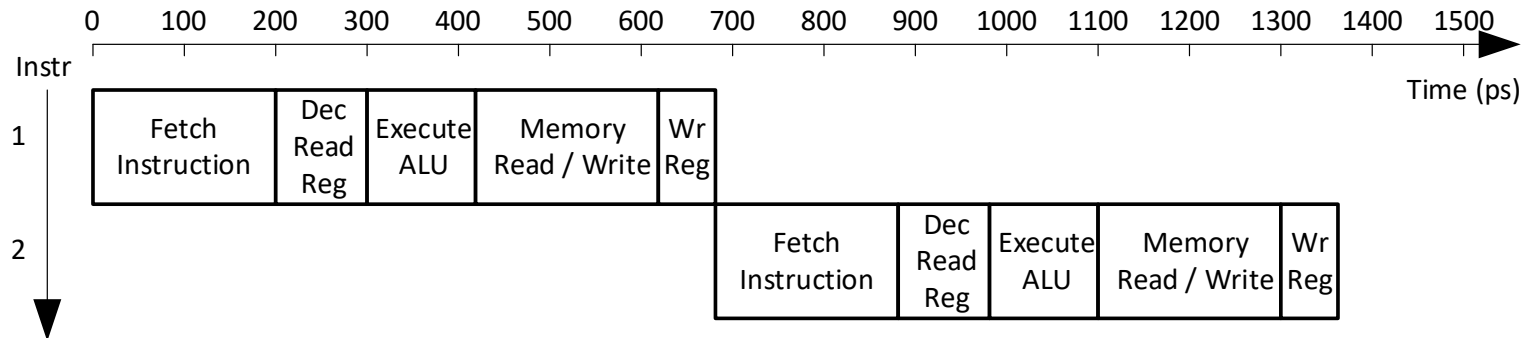 0 100 200 300 400 500 600 700 800 900 1000 1100 1200 1300 1400 1500
Instr
Time (ps)
1
Fetch
Instruction
Dec
Read
Reg
Execute
ALU
Memory
Read / Write
Wr
Reg
2
Fetch
Instruction
Dec
Read
Reg
Execute
ALU
Memory
Read / Write
Wr
Reg